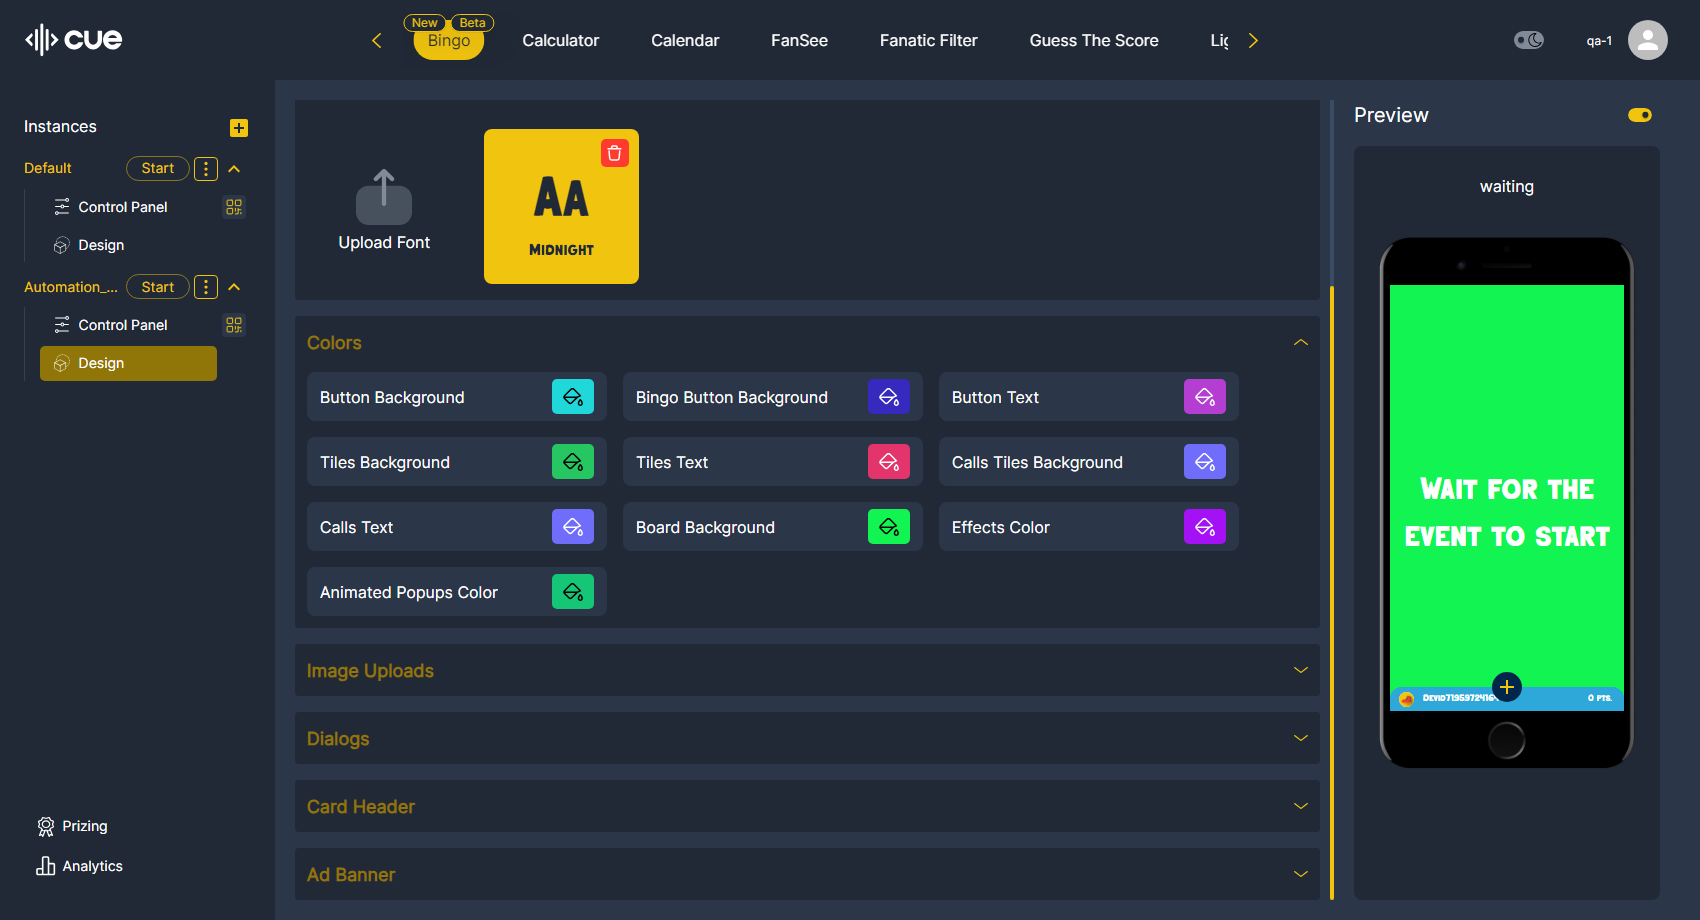 cue
New
Beta
Bingo
Calculator
Calendar
FanSee
Fanatic Filter
Guess The Score
qa-1
Instances
Default
Start
Control Panel
Design
Automation_...
Start
Control Panel
Design
Prizing
Analytics
Upload Font
AA
Midnight
Colors
Button Background
Bingo Button Background
Button Text
Tiles Background
Tiles Text
Calls Tiles Background
Calls Text
Board Background
Effects Color
Animated Popups Color
Image Uploads
Dialogs
Card Header
Ad Banner
Preview
waiting
Wait for the
event to start
0 pts.